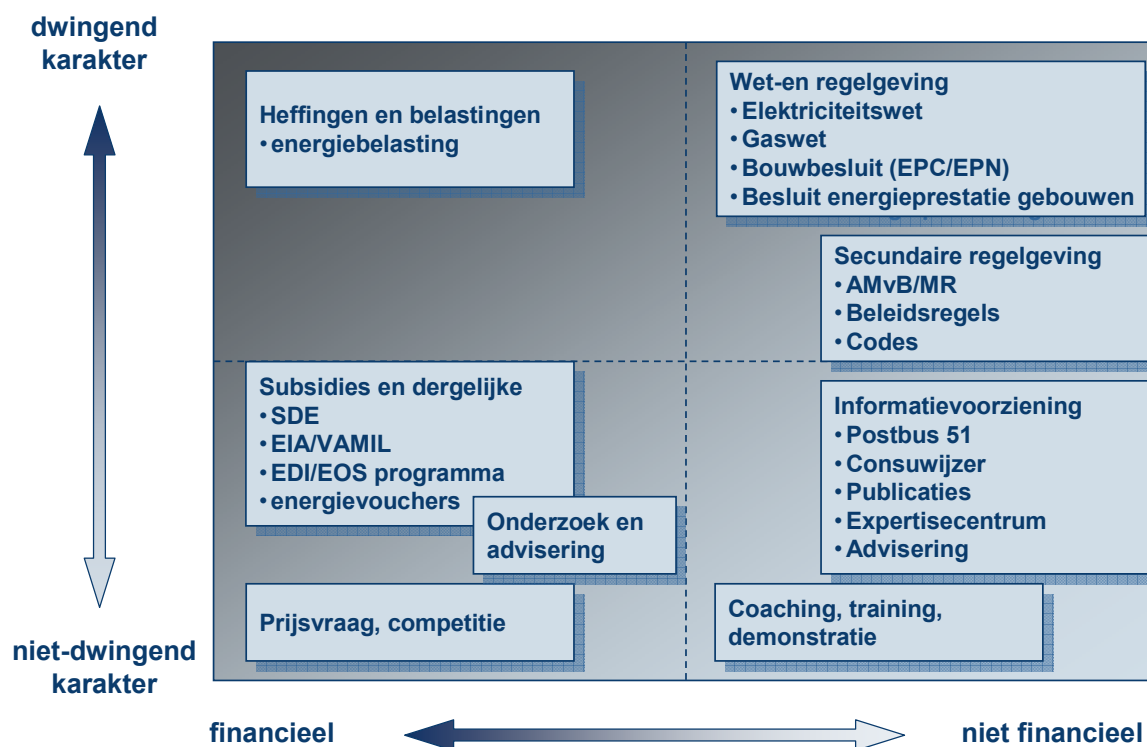 dwingend
karakter
Heffingen en belastingen
• energiebelasting
Wet-en regelgeving
• Elektriciteitswet
• Gaswet
• Bouwbesluit (EPC/EPN)
• Besluit energieprestatie gebouwen
Secundaire regelgeving
• AMvB/MR
• Beleidsregels
• Codes
Subsidies en dergelijke
• SDE
• EIA/VAMIL
• EDI/EOS programma
• energievouchers
Onderzoek en
advisering
Informatievoorziening
• Postbus 51
• Consuwijzer
• Publicaties
• Expertisecentrum
• Advisering
Prijsvraag, competitie
Coaching, training,
demonstratie
niet-dwingend
karakter
financieel
niet financieel